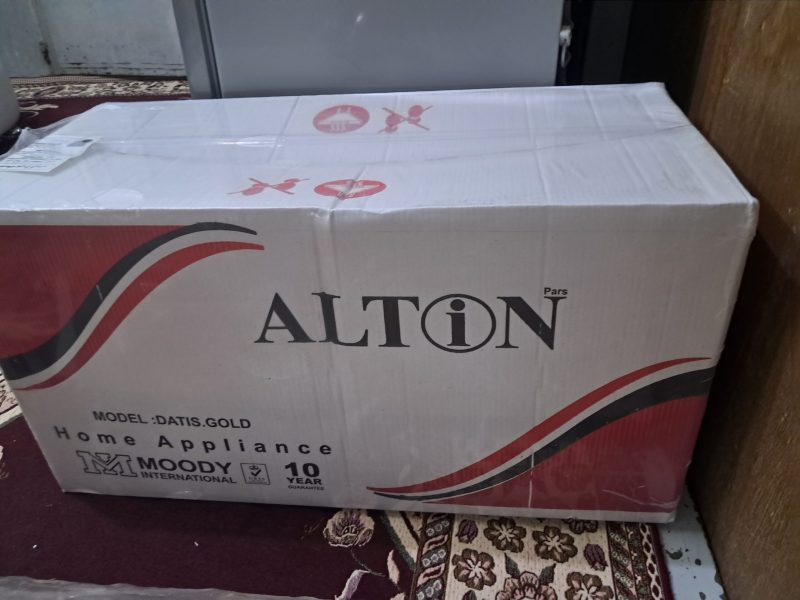 Pars
ALTiN
MODEL :DATIS.GOLD
Home Appliance
MOODY
INTERNATIONAL
10
YEAR
GUARANTEE